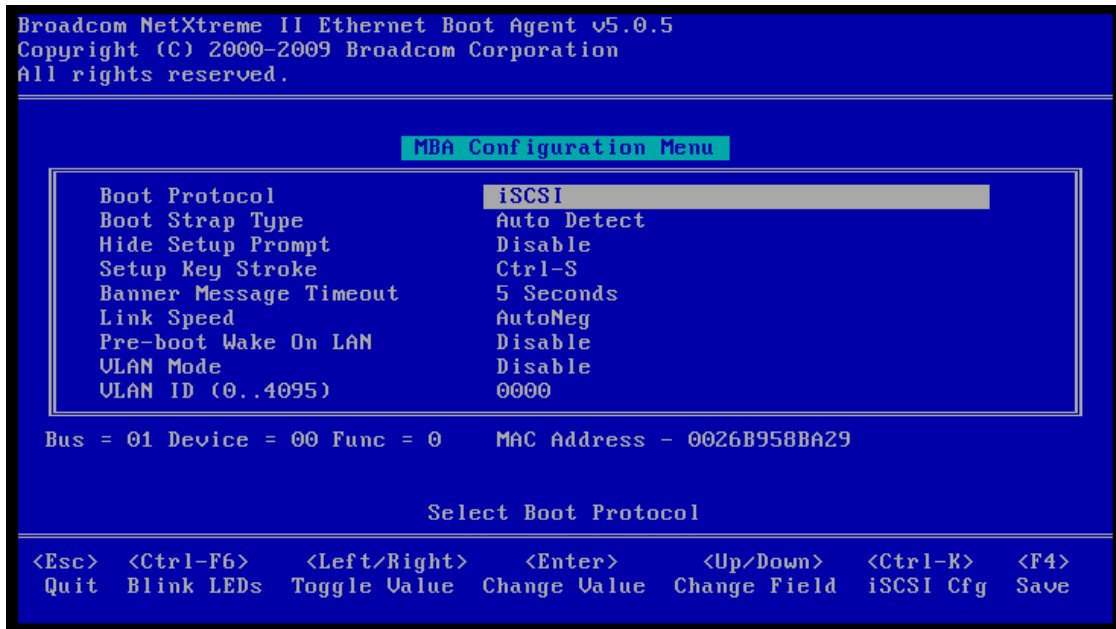 Broadcom NetXtreme II Ethernet Boot Agent v5.0.5
Copyright (C) 2000-2009 Broadcom Corporation
All rights reserved.
MBA Configuration Menu
Boot Protocol iSCSI
Boot Strap Type Auto Detect
Hide Setup Prompt Disable
Setup Key Stroke Ctrl-S
Banner Message Timeout 5 Seconds
Link Speed AutoNeg
Pre-boot Wake On LAN Disable
VLAN Mode Disable
VLAN ID (0..4095) 0000
Bus = 01 Device = 00 Func = 0 MAC Address - 0026B958BA29
Select Boot Protocol
<Esc> <Ctrl-F6> <Left/Right> <Enter> <Up/Down> <Ctrl-K> <F4>
Quit Blink LEDs Toggle Value Change Value Change Field iSCSI Cfg Save